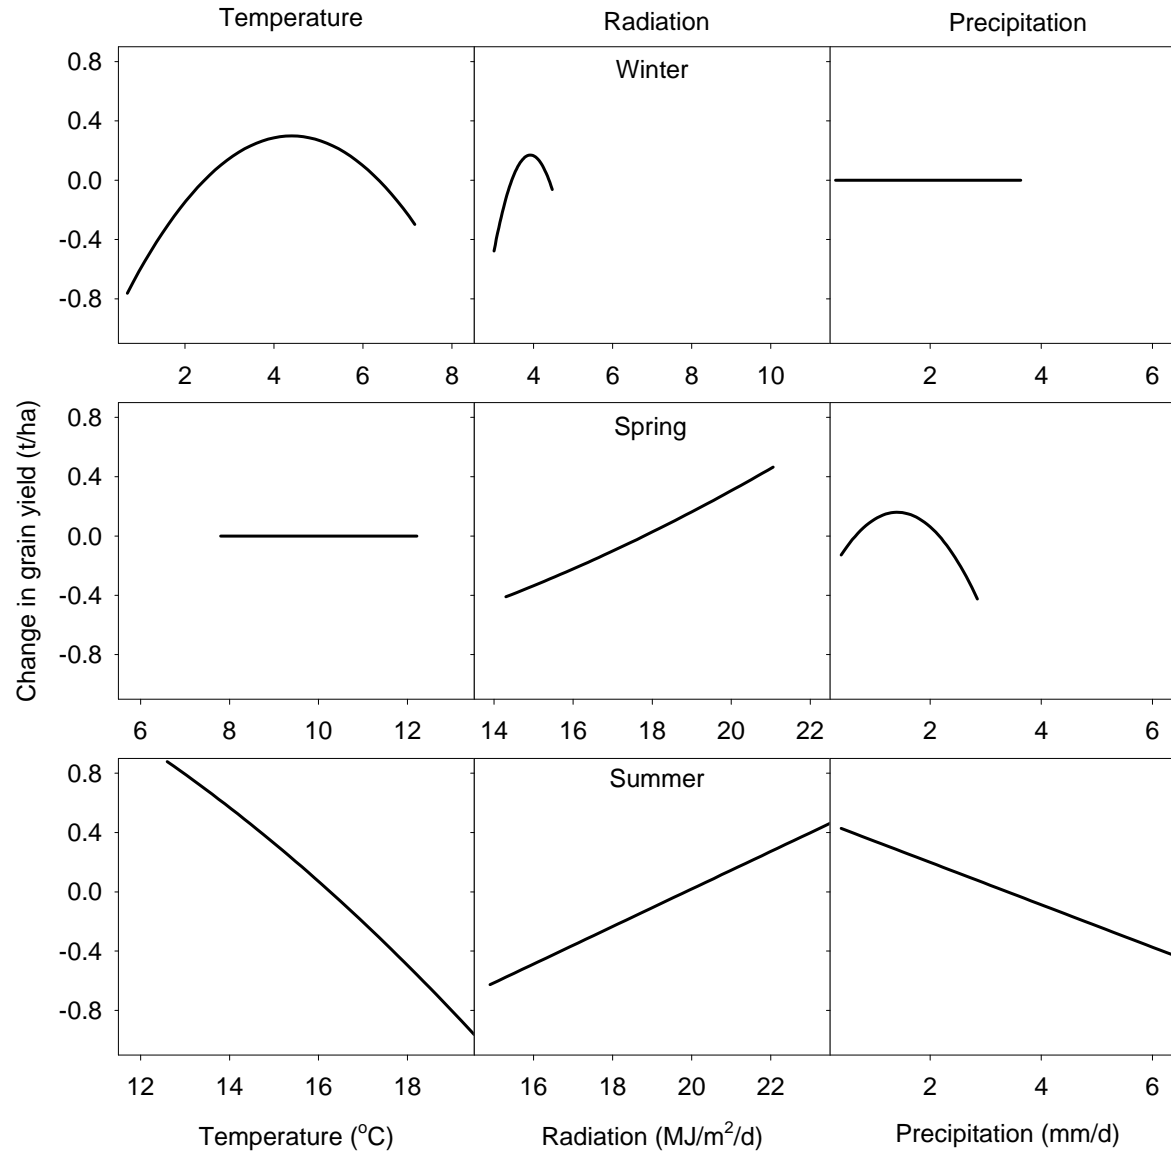 Temperature Radiation Precipitation
Winter
0.8
0.4
0.0
-0.4
-0.8
2 4 6 8 4 6 8 10 2 4 6
Spring
0.8
0.4
0.0
-0.4
-0.8
6 8 10 12 14 16 18 20 22 2 4 6
Change in grain yield (t/ha)
Summer
0.8
0.4
0.0
-0.4
-0.8
12 14 16 18 16 18 20 22 2 4 6
Temperature (°C) Radiation (MJ/m²/d) Precipitation (mm/d)